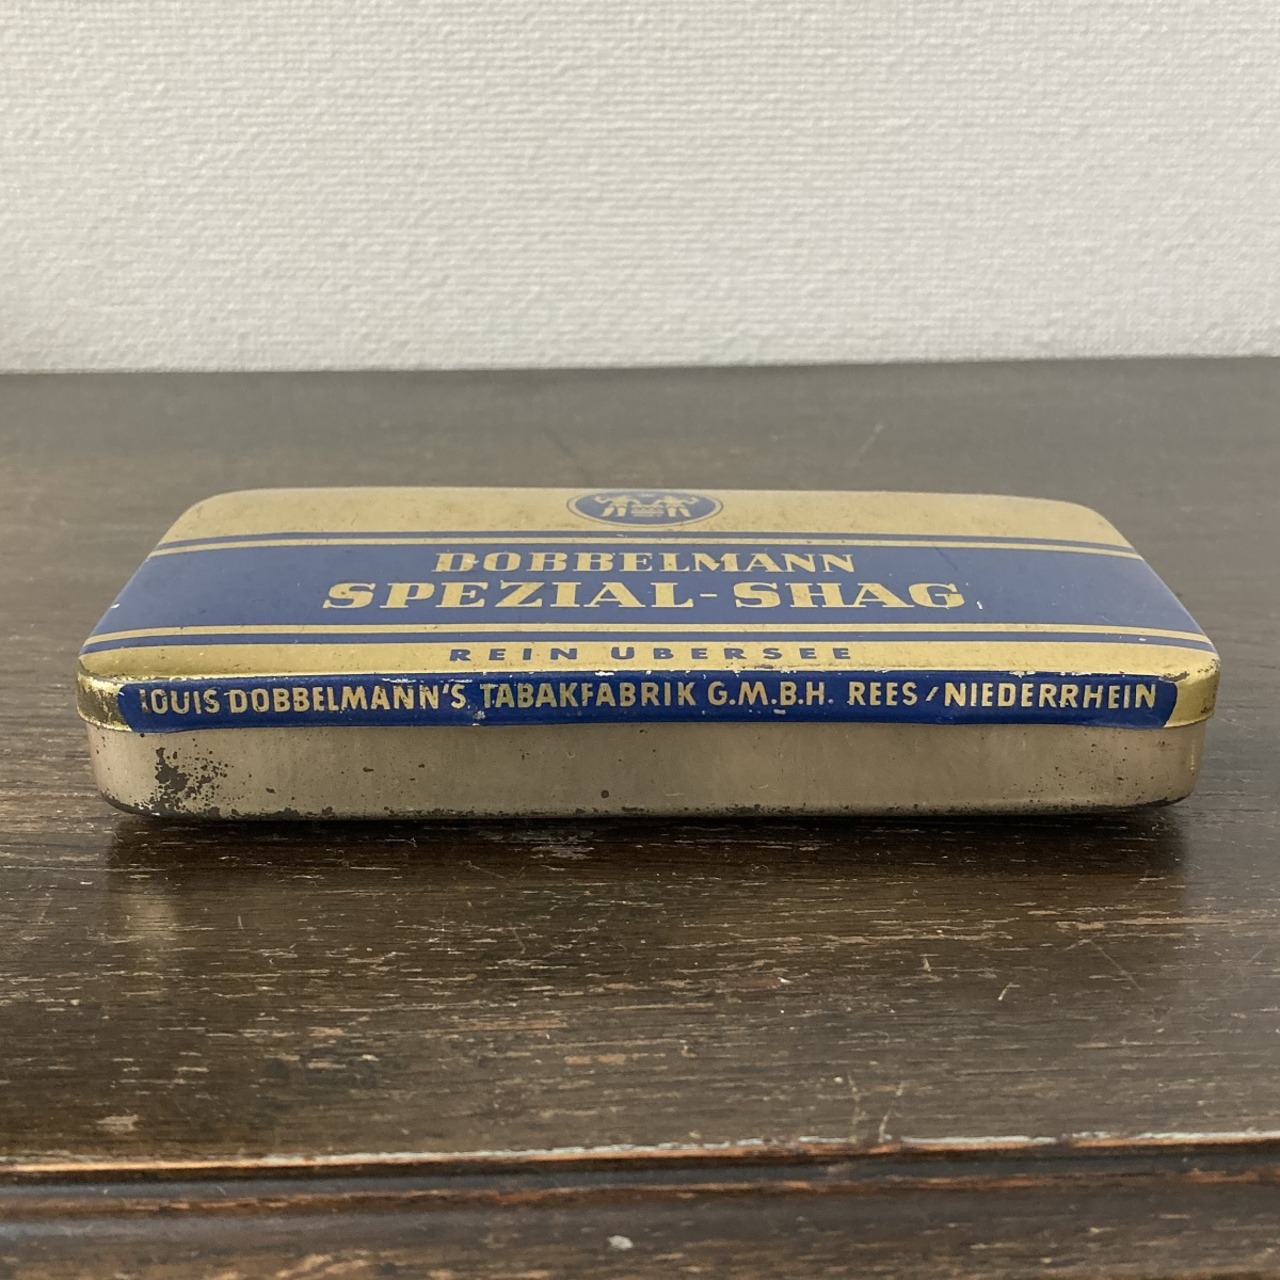 DOBBELMANN
SPEZIAL-SHAG
REIN ÜBERSEE
LOUIS DOBBELMANN'S TABAKFABRIK G.M.B.H. REES/NIEDERRHEIN